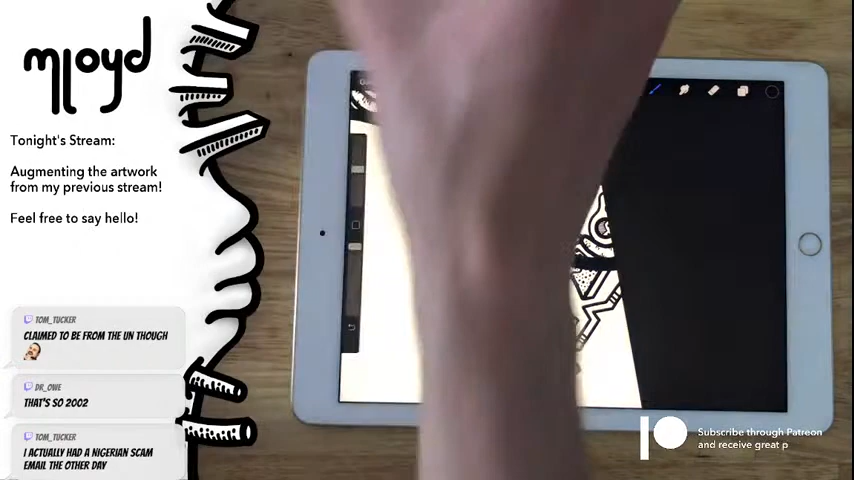 mloyd
Tonight's Stream:
Augmenting the artwork
from my previous stream!
Feel free to say hello!
TOM_TUCKER
CLAIMED TO BE FROM THE UN THOUGH
DR_OWE
THAT'S SO 2002
TOM_TUCKER
I ACTUALLY HAD A NIGERIAN SCAM
EMAIL THE OTHER DAY
Subscribe through Patreon
and receive great p